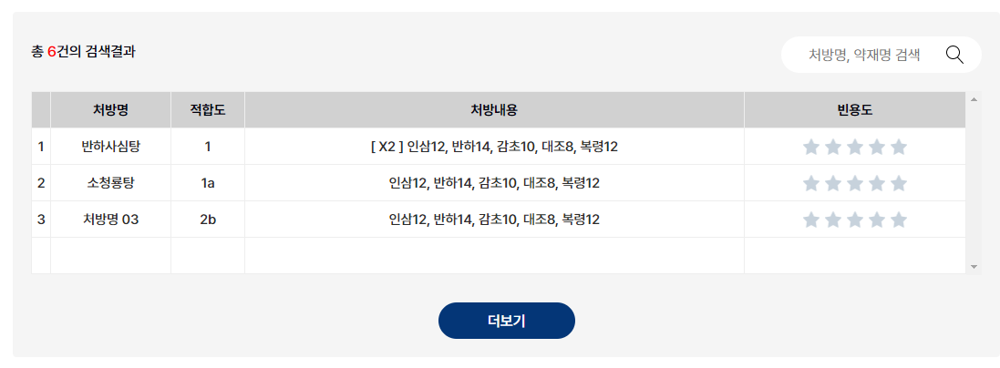 총 6건의 검색결과
처방명, 약재명 검색
처방명 적합도 처방내용 빈용도
1 반하사심탕 1 [ X2 ] 인삼12, 반하14, 감초10, 대조8, 복령12
2 소청룡탕 1a 인삼12, 반하14, 감초10, 대조8, 복령12
3 처방명 03 2b 인삼12, 반하14, 감초10, 대조8, 복령12
더보기